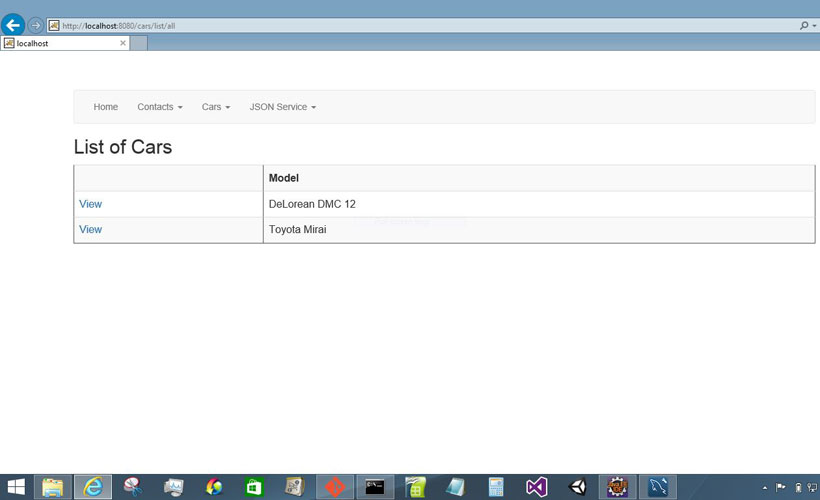 http://localhost:8080/cars/list/all
localhost
Home Contacts Cars JSON Service
List of Cars
Model
View DeLorean DMC 12
View Toyota Mirai